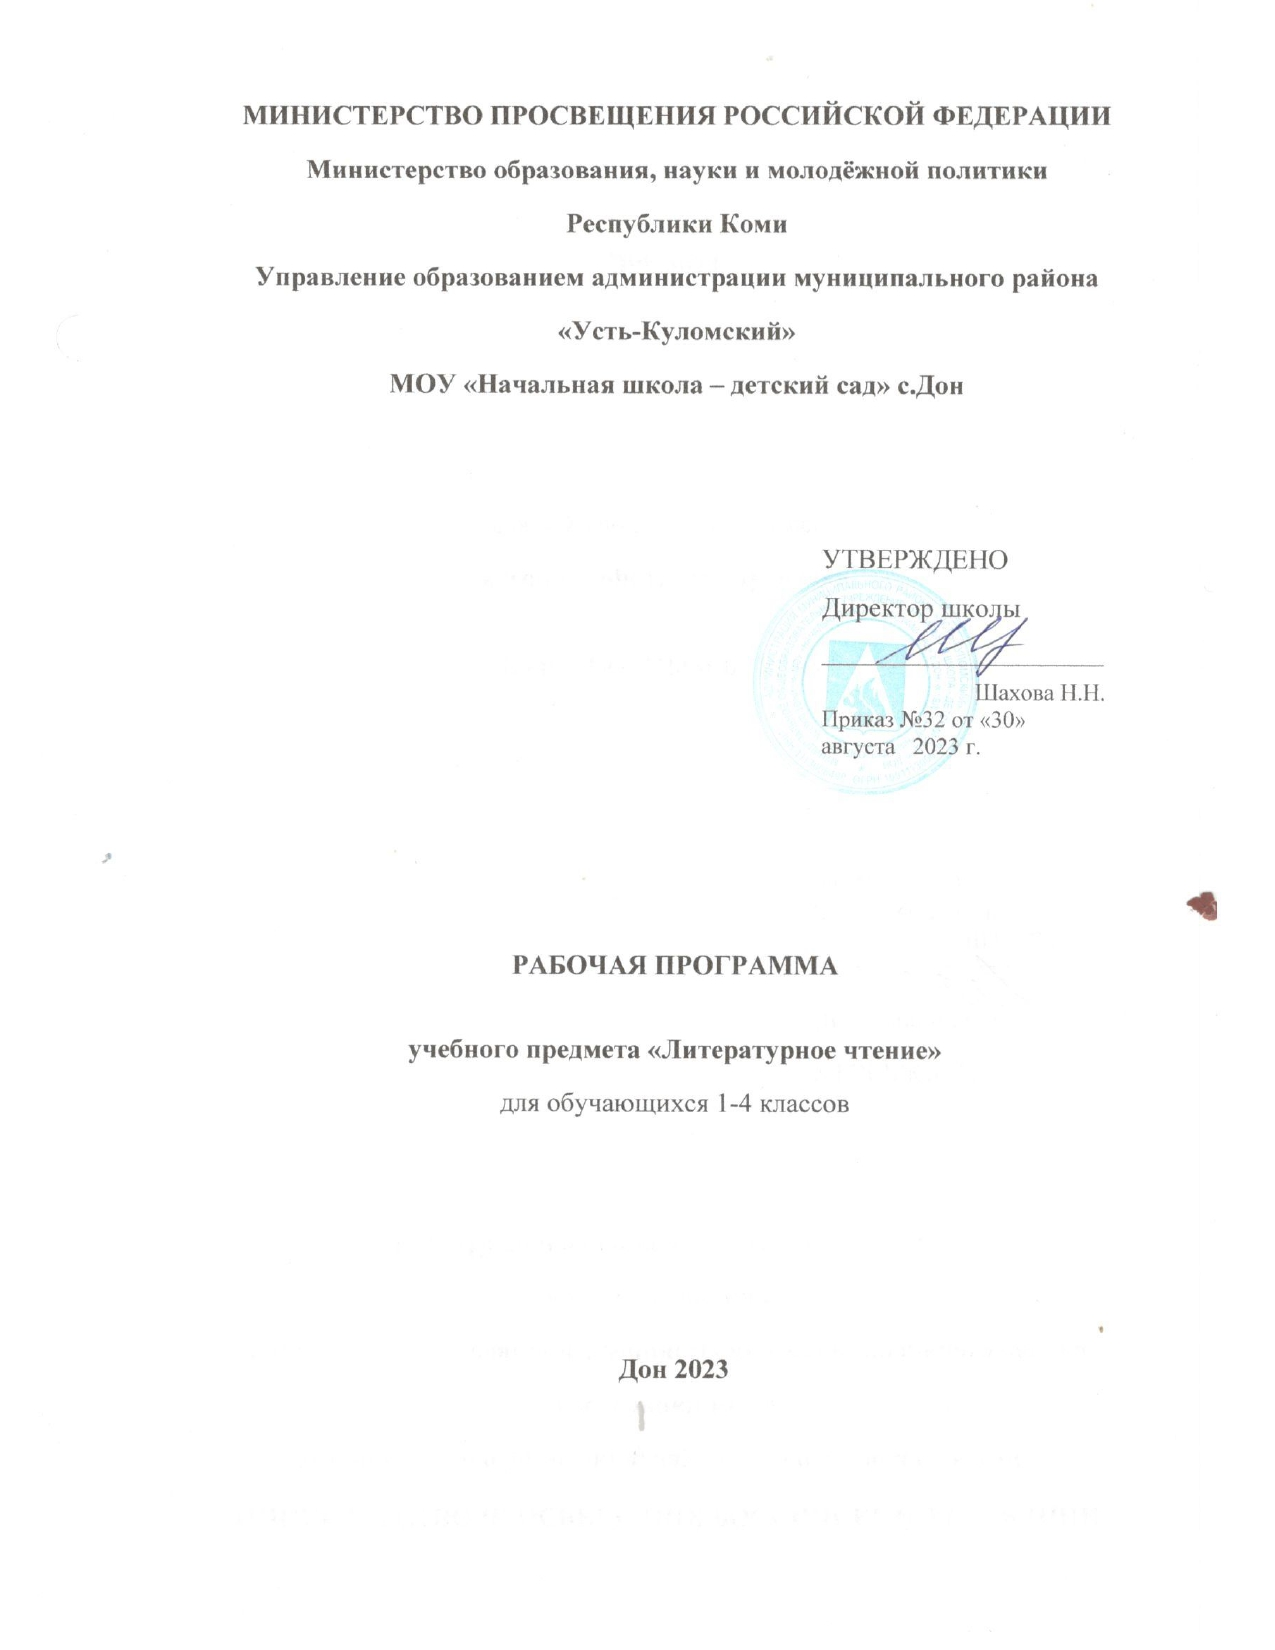 МИНИСТЕРСТВО ПРОСВЕЩЕНИЯ РОССИЙСКОЙ ФЕДЕРАЦИИ
Министерство образования, науки и молодёжной политики
Республики Коми
Управление образованием администрации муниципального района
«Усть-Куломский»
МОУ «Начальная школа – детский сад» с.Дон
УТВЕРЖДЕНО
Директор школы
Шахова Н.Н.
Приказ №32 от «30»
августа 2023 г.
РАБОЧАЯ ПРОГРАММА
учебного предмета «Литературное чтение»
для обучающихся 1-4 классов
Дон 2023